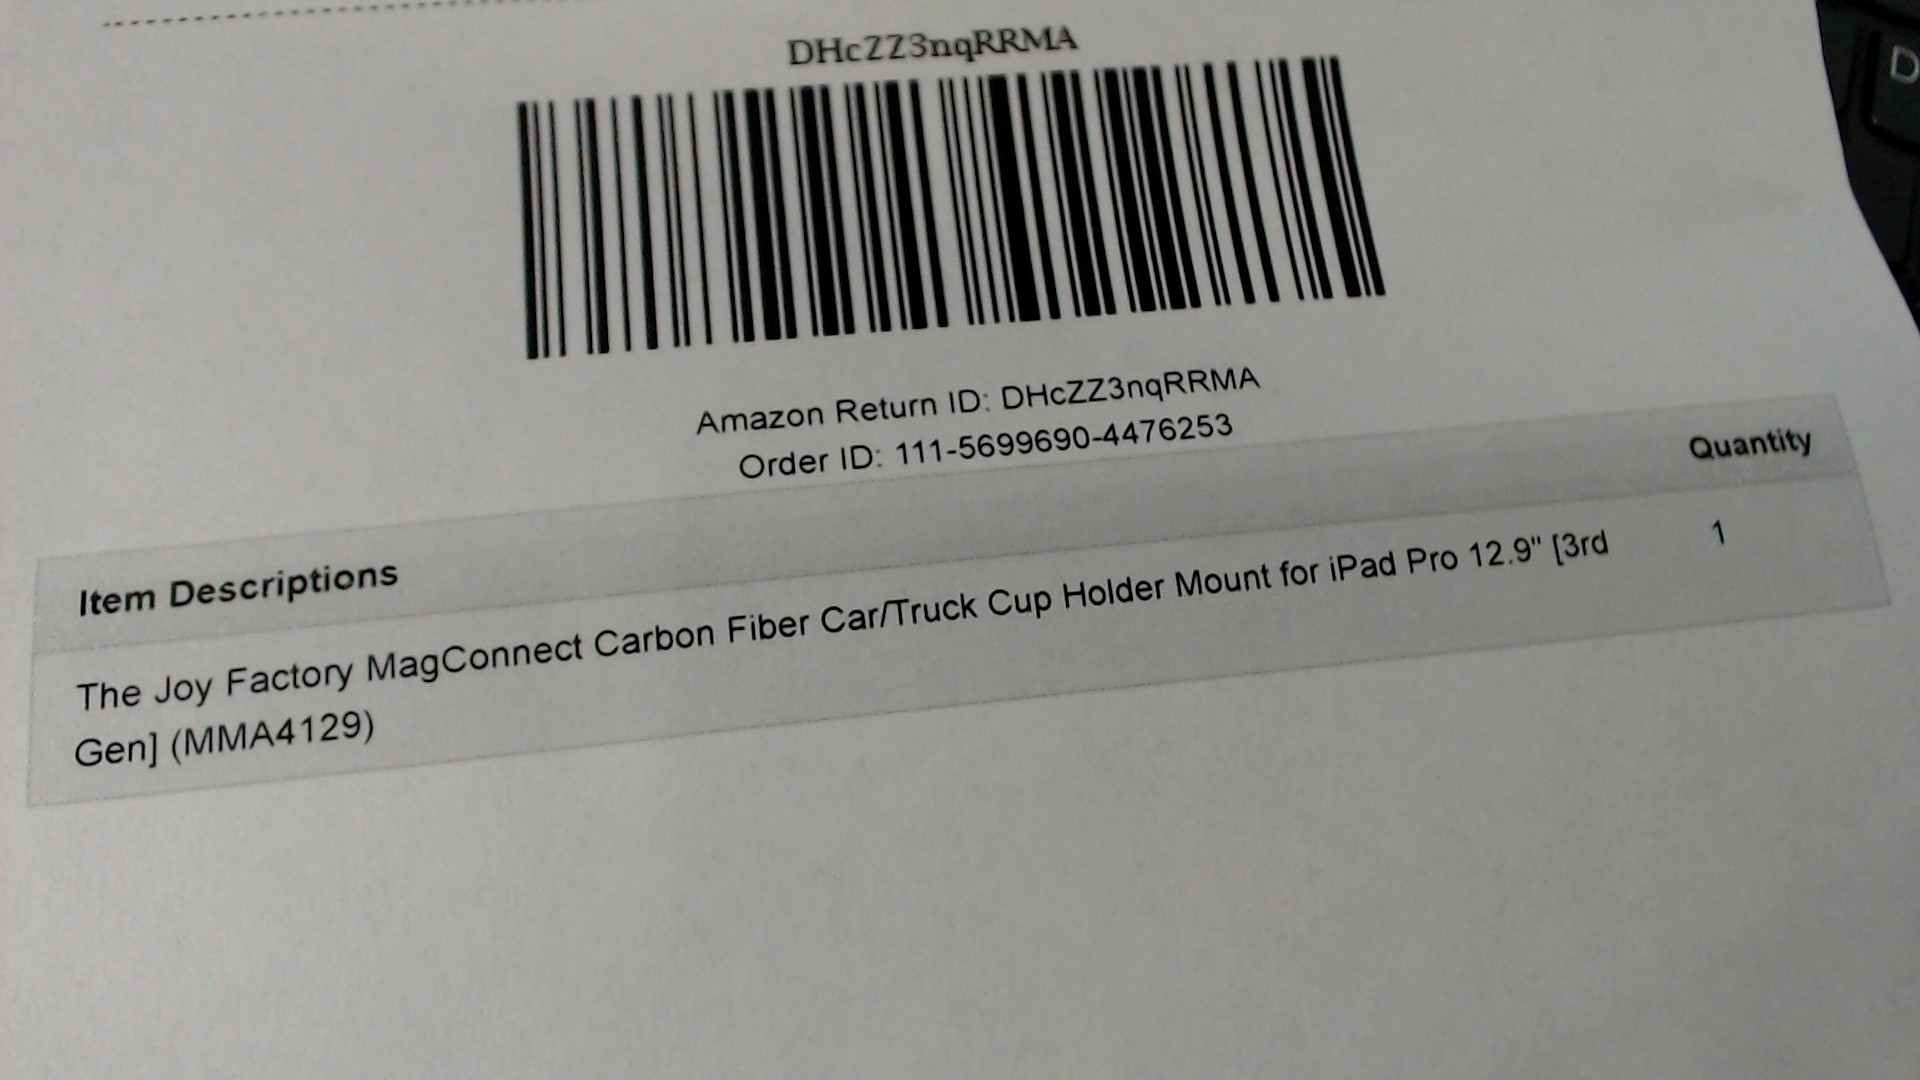 DHcZZ3nqRRMA
Amazon Return ID: DHcZZ3nqRRMA
Order ID: 111-5699690-4476253
Item Descriptions Quantity
The Joy Factory MagConnect Carbon Fiber Car/Truck Cup Holder Mount for iPad Pro 12.9" [3rd 1
Gen] (MMA4129)
D